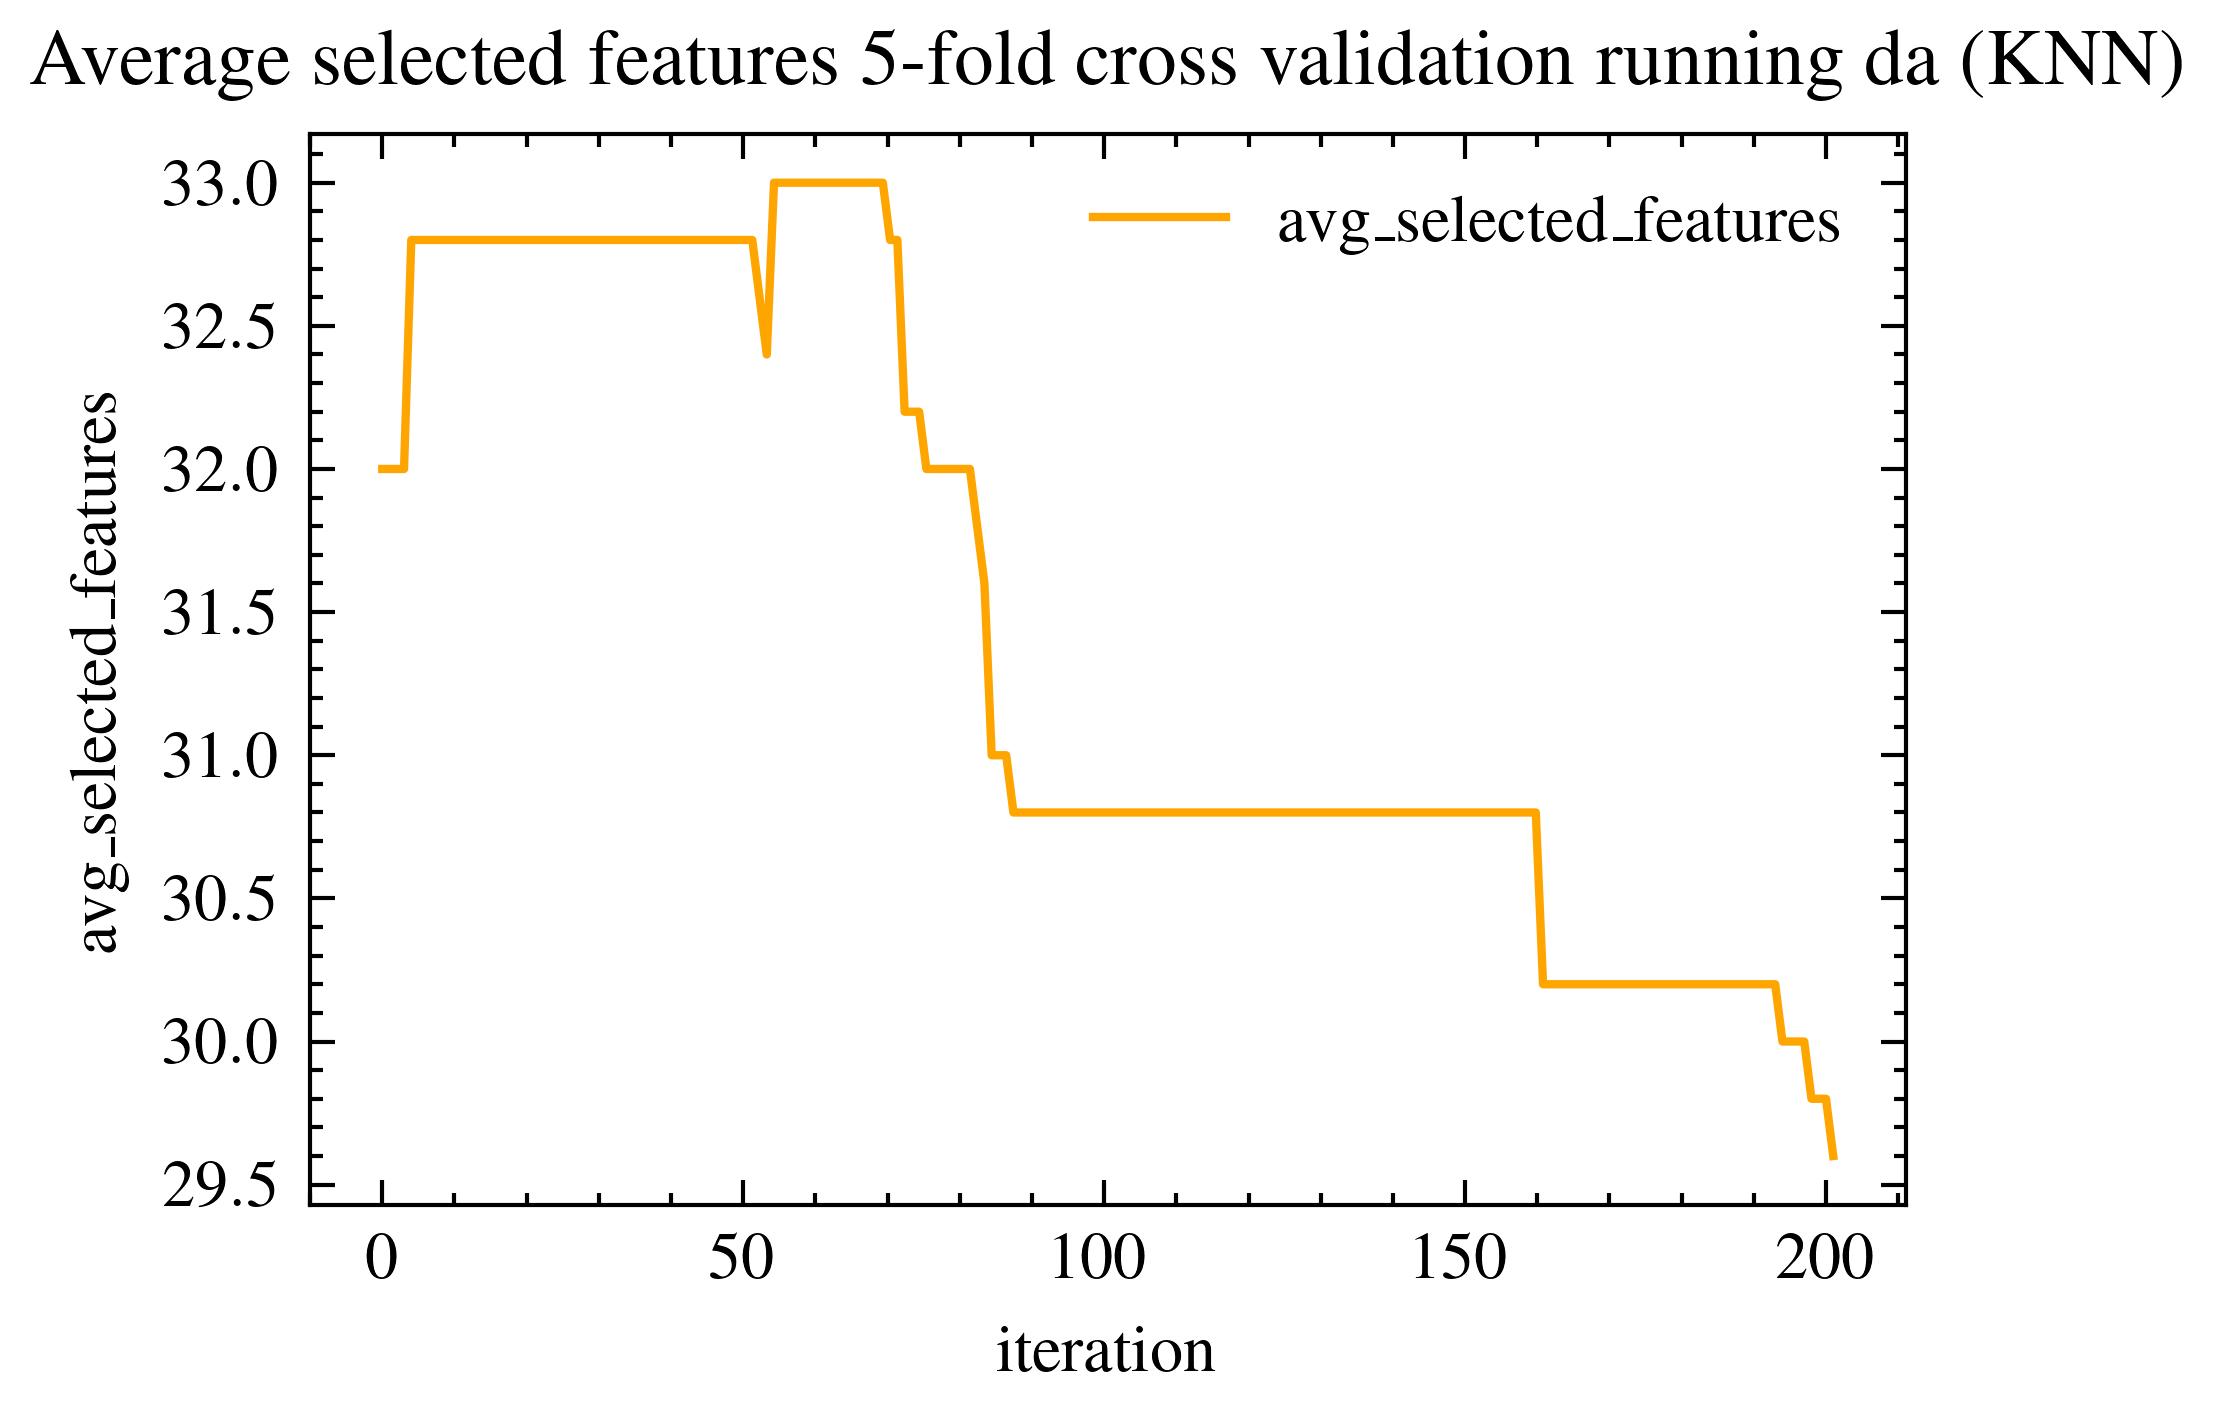 Average selected features 5-fold cross validation running da (KNN)
avg_selected_features
avg_selected_features
33.0
32.5
32.0
31.5
31.0
30.5
30.0
29.5
0 50 100 150 200
iteration